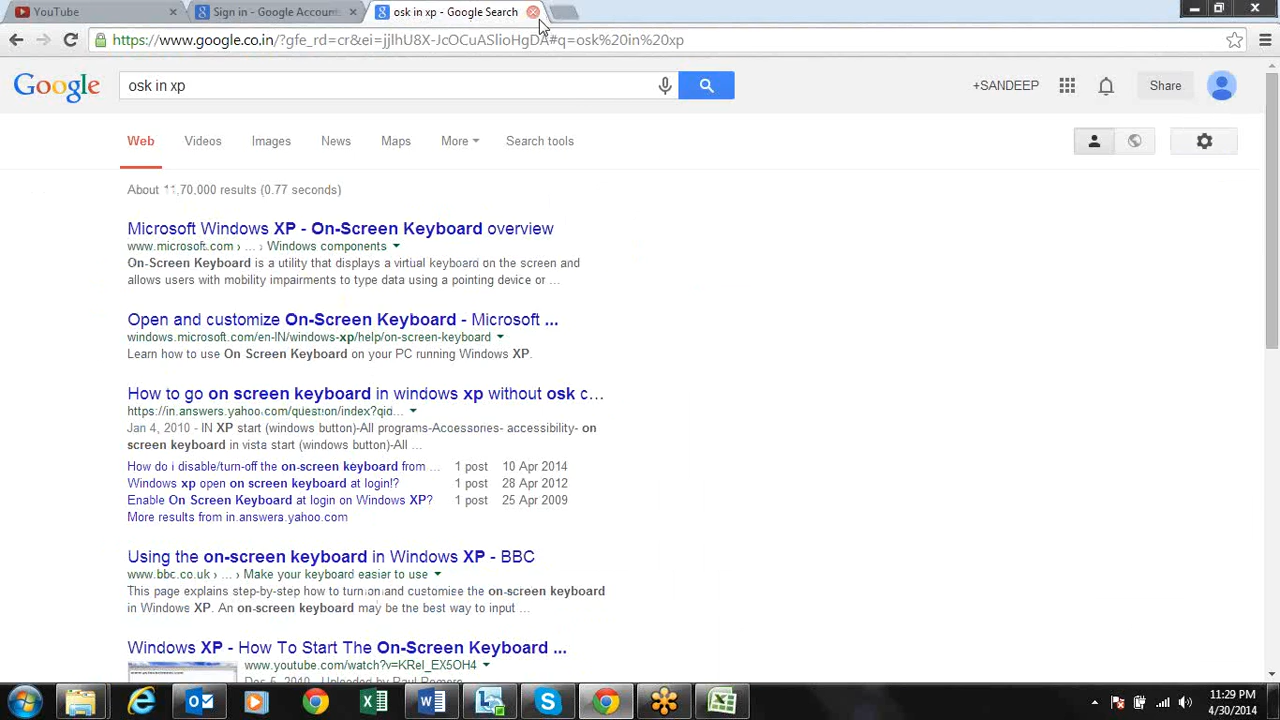 YouTube
Sign in - Google Accounts
osk in xp - Google Search
https://www.google.co.in/?gfe_rd=cr&ei=jjlhU8X-JcOCuASlioHgDA#q=osk%20in%20xp
Google
osk in xp
+SANDEEP
Share
Web Videos Images News Maps More Search tools
About 11,70,000 results (0.77 seconds)
Microsoft Windows XP - On-Screen Keyboard overview
www.microsoft.com › ... › Windows components
On-Screen Keyboard is a utility that displays a virtual keyboard on the screen and
allows users with mobility impairments to type data using a pointing device or ...
Open and customize On-Screen Keyboard - Microsoft ...
windows.microsoft.com/en-IN/windows-xp/help/on-screen-keyboard
Learn how to use On Screen Keyboard on your PC running Windows XP.
How to go on screen keyboard in windows xp without osk c...
https://in.answers.yahoo.com/question/index?qid...
Jan 4, 2010 - IN XP start (windows button)-All programs-Acoessones- accessibility- on
screen keyboard in vista start (windows button)-All ...
How do i disable/turn-off the on-screen keyboard from ... 1 post 10 Apr 2014
Windows xp open on screen keyboard at login!? 1 post 28 Apr 2012
Enable On Screen Keyboard at login on Windows XP? 1 post 25 Apr 2009
More results from in.answers.yahoo.com
Using the on-screen keyboard in Windows XP - BBC
www.bbc.co.uk › ... › Make your keyboard easier to use
This page explains step-by-step how to turn on and customise the on-screen keyboard
in Windows XP. An on-screen keyboard may be the best way to input ...
Windows XP - How To Start The On-Screen Keyboard ...
www.youtube.com/watch?v=KRel_EX5OH4
Dec 5, 2010 - Uploaded by Paul Romero
11:29 PM
4/30/2014